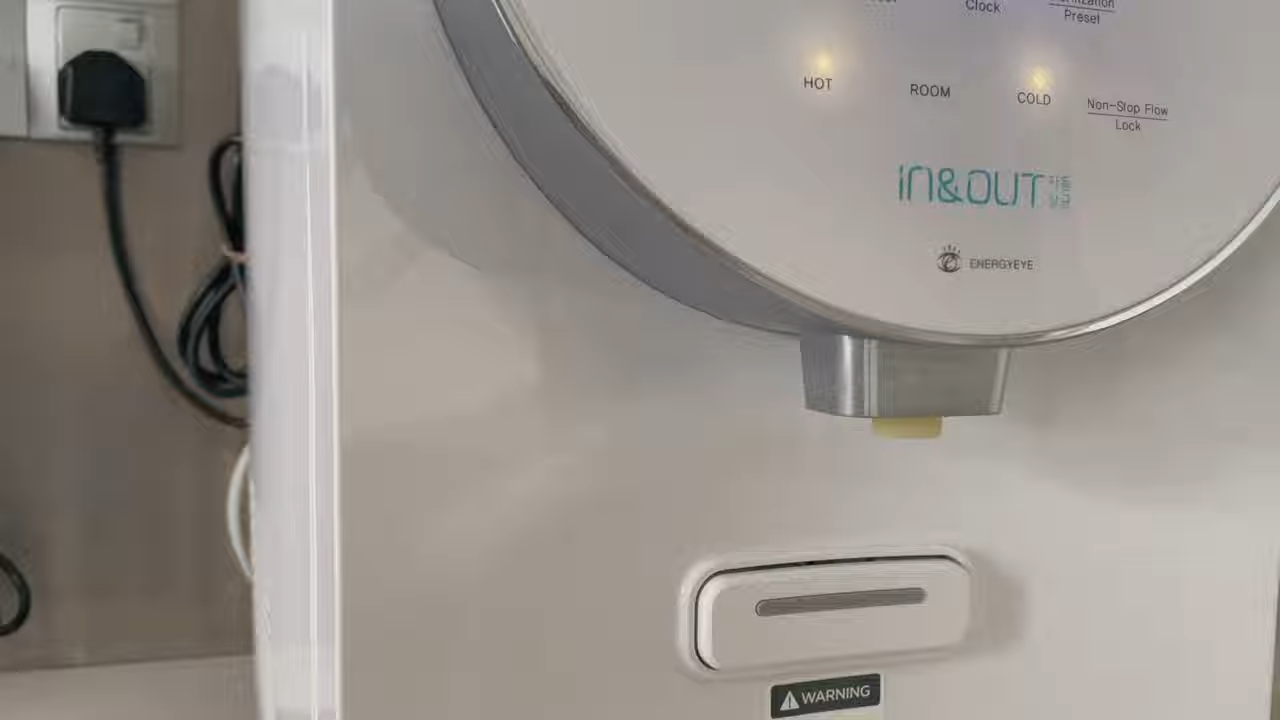 Clock
Preset
HOT
ROOM
COLD
Non-Stop Flow
Lock
IN&OUT
ENERGYEYE
WARNING